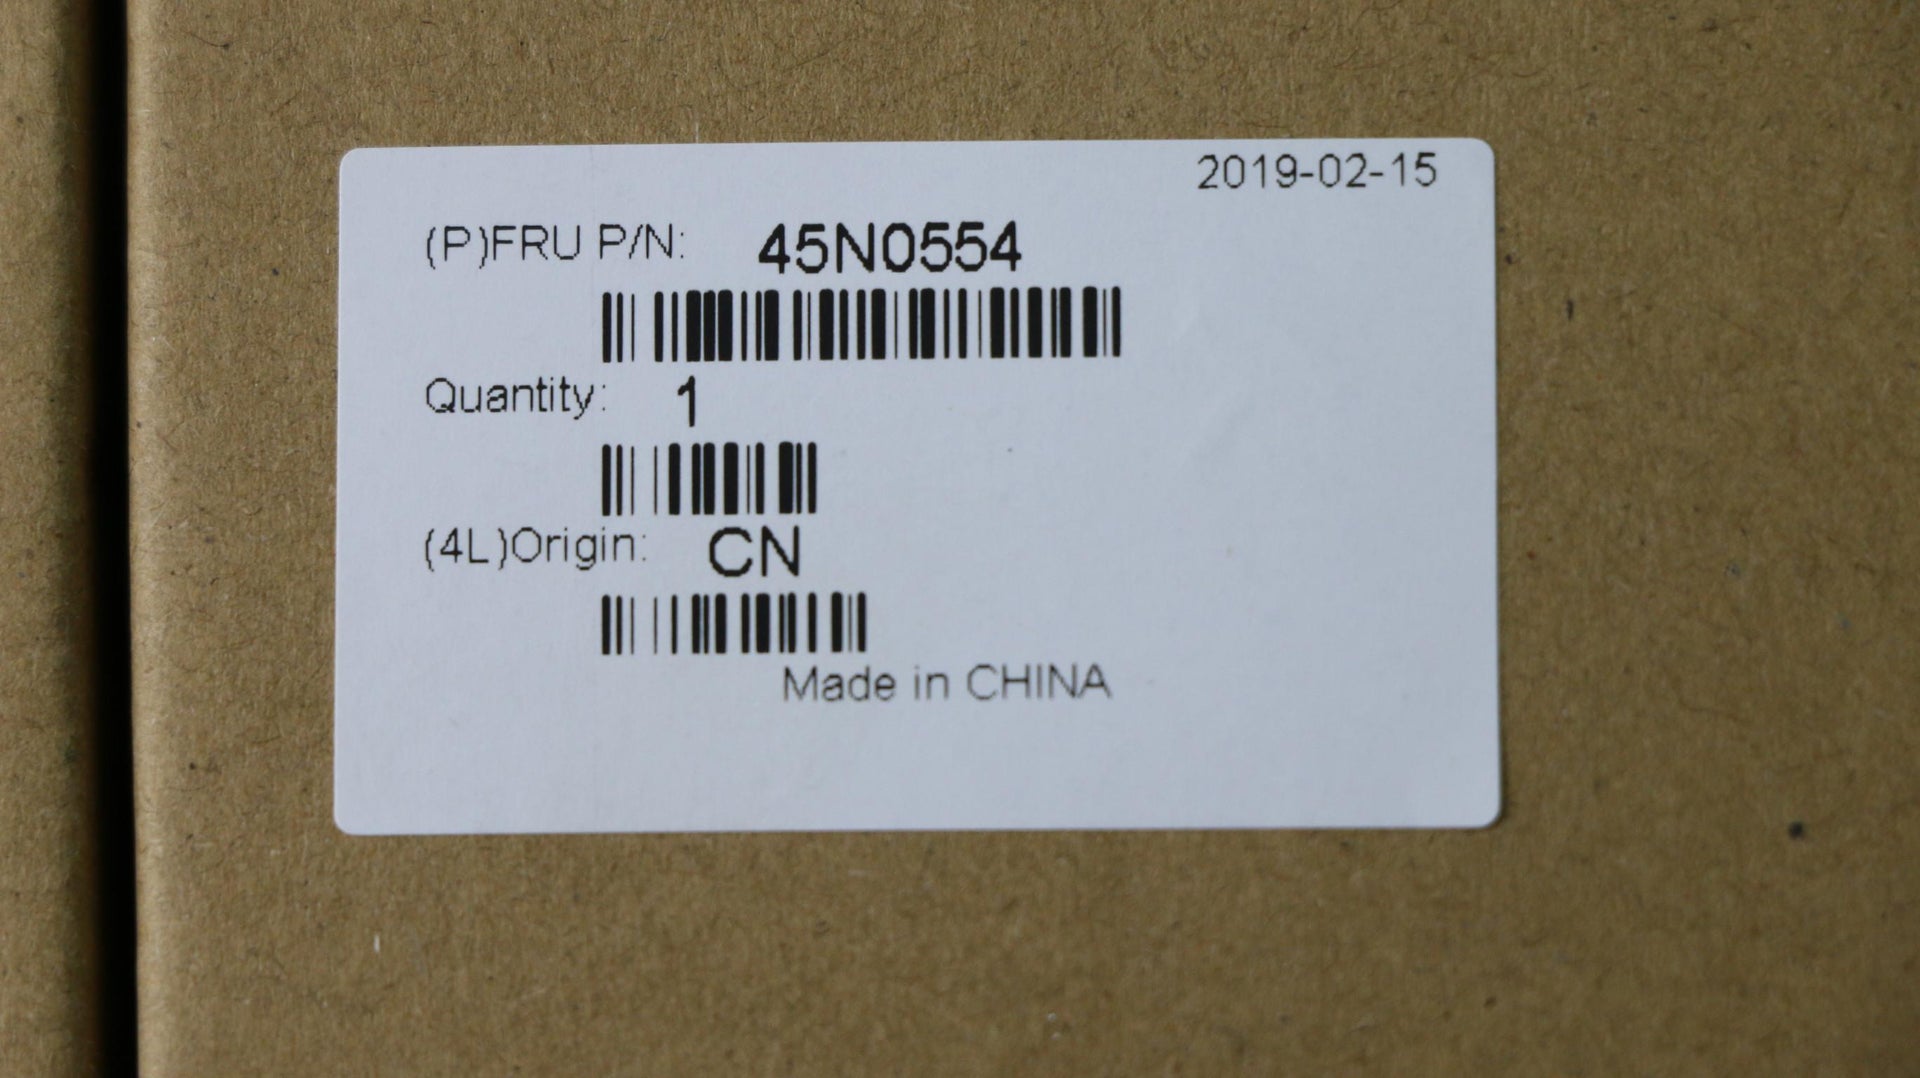 2019-02-15
(P)FRU P/N: 45N0554
Quantity: 1
(4L)Origin: CN
Made in CHINA